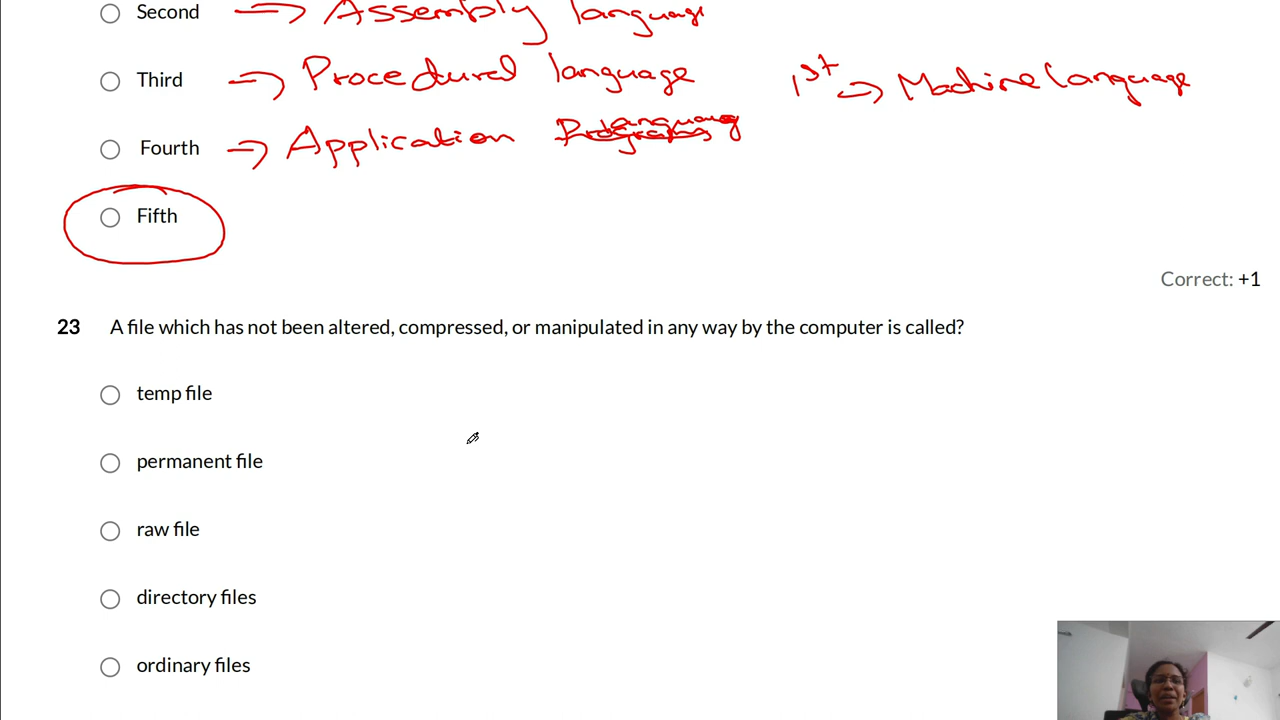 Second → Assembly language
Third → Procedural language 1st → Machine language
Fourth → Application language
Fifth
Correct: +1
23 A file which has not been altered, compressed, or manipulated in any way by the computer is called?
temp file
permanent file
raw file
directory files
ordinary files